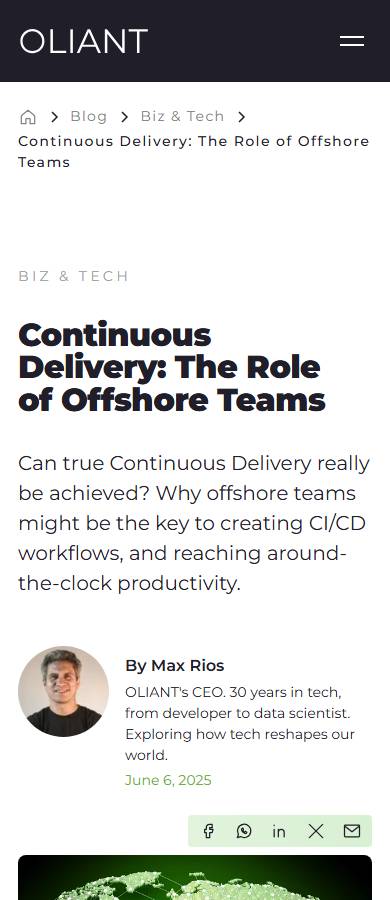 OLIANT
Blog
Biz & Tech
Continuous Delivery: The Role of Offshore
Teams
BIZ & TECH
Continuous
Delivery: The Role
of Offshore Teams
Can true Continuous Delivery really
be achieved? Why offshore teams
might be the key to creating CI/CD
workflows, and reaching around-
the-clock productivity.
By Max Rios
OLIANT's CEO. 30 years in tech,
from developer to data scientist.
Exploring how tech reshapes our
world.
June 6, 2025